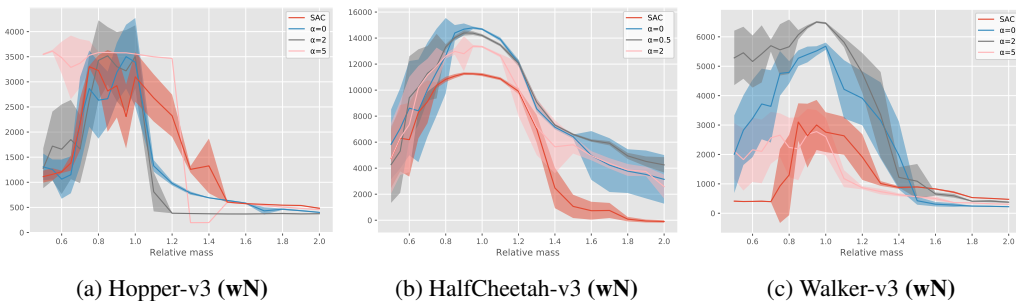 SAC
α=0
α=2
α=5
4000
3500
3000
2500
2000
1500
1000
500
0
0.6 0.8 1.0 1.2 1.4 1.6 1.8 2.0
Relative mass
(a) Hopper-v3 (wN)
SAC
α=0
α=0.5
α=2
16000
14000
12000
10000
8000
6000
4000
2000
0
0.6 0.8 1.0 1.2 1.4 1.6 1.8 2.0
Relative mass
(b) HalfCheetah-v3 (wN)
SAC
α=0
α=2
α=5
6000
5000
4000
3000
2000
1000
0
0.6 0.8 1.0 1.2 1.4 1.6 1.8 2.0
Relative mass
(c) Walker-v3 (wN)